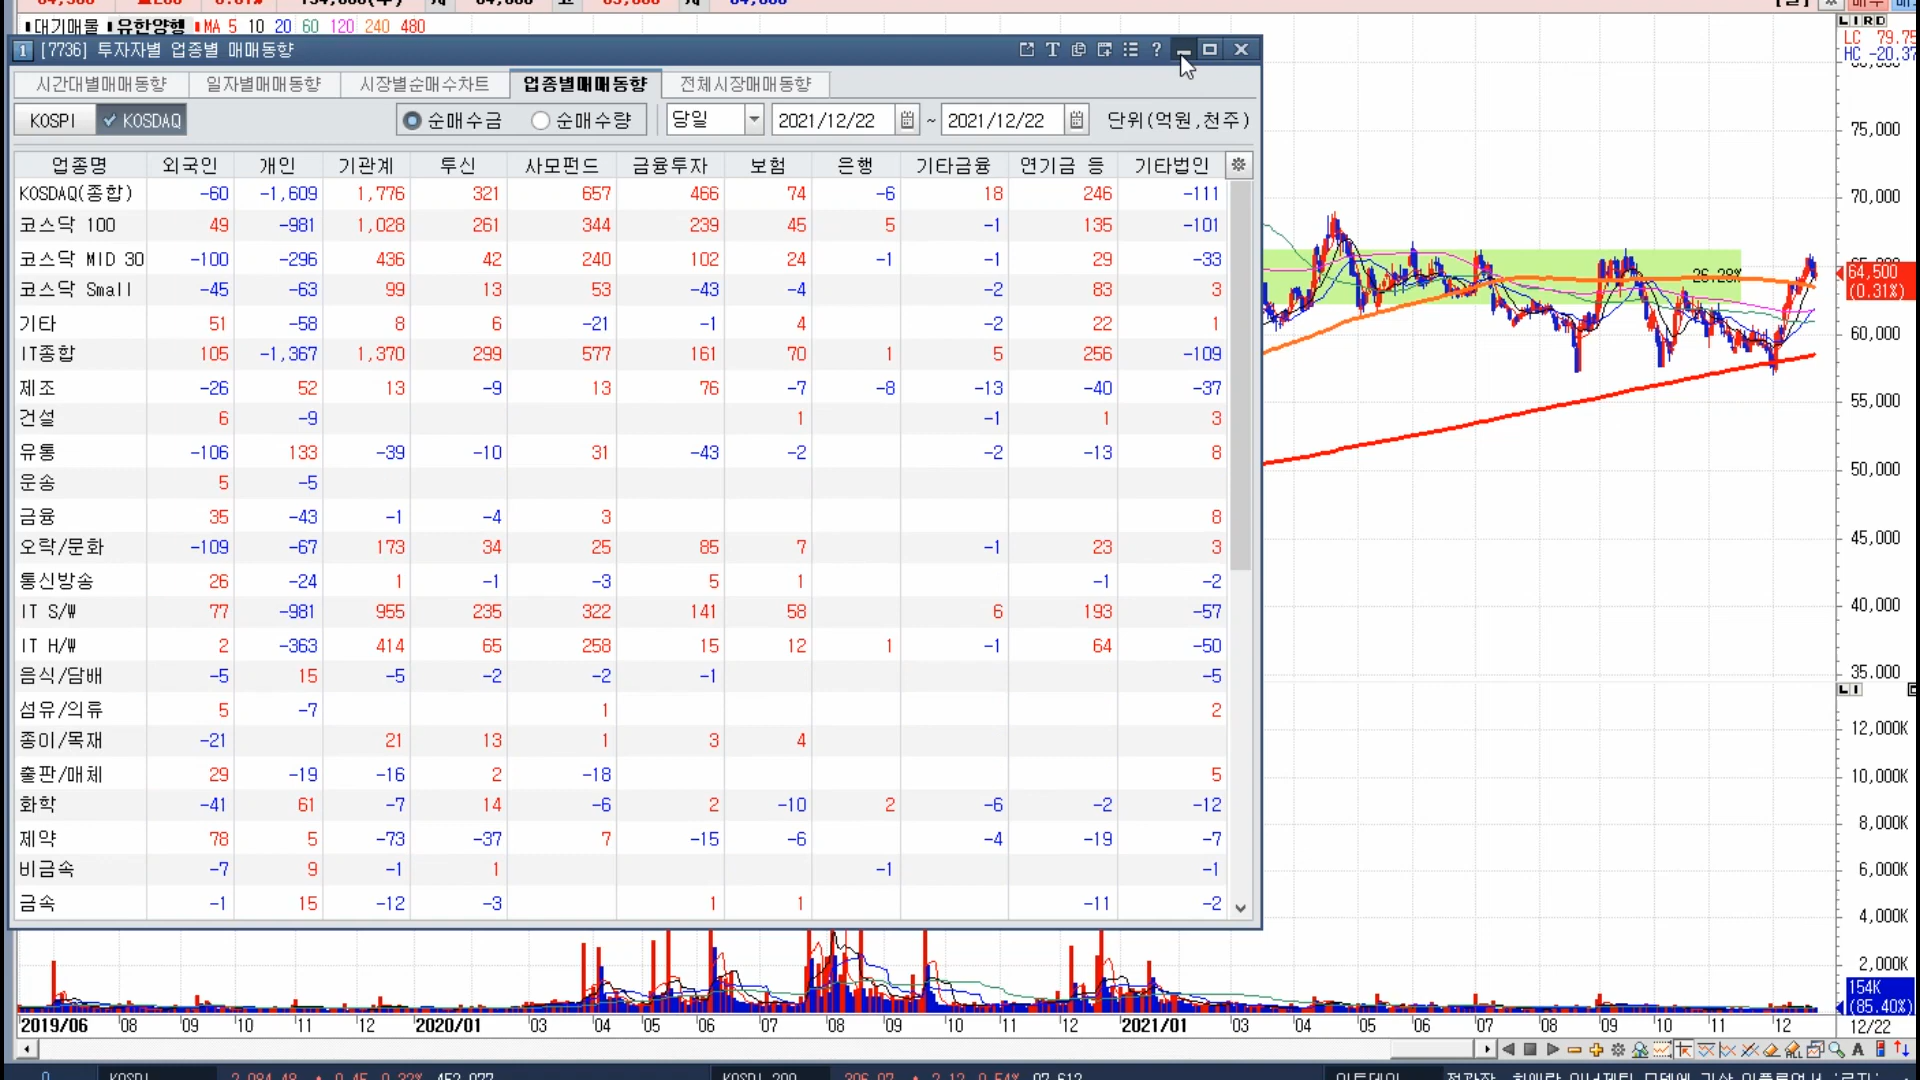 대기매물 유한양행 MA 5 10 20 60 120 240 480
1 [7736] 투자자별 업종별 매매동향
시간대별매매동향 일자별매매동향 시장별순매수차트 업종별매매동향 전체시장매매동향
KOSPI KOSDAQ 순매수금 순매수량 당일 2021/12/22 ~ 2021/12/22 단위(억원,천주)
업종명 외국인 개인 기관계 투신 사모펀드 금융투자 보험 은행 기타금융 연기금 등 기타법인
KOSDAQ(종합) -60 -1,609 1,776 321 657 466 74 -6 18 246 -111
코스닥 100 49 -981 1,028 261 344 239 45 5 -1 135 -101
코스닥 MID 30 -100 -296 436 42 240 102 24 -1 -1 29 -33
코스닥 Small -45 -63 99 13 53 -43 -4 -2 83 3
기타 51 -58 8 6 -21 -1 4 -2 22 1
IT종합 105 -1,367 1,370 299 577 161 70 1 5 256 -109
제조 -26 52 13 -9 13 76 -7 -8 -13 -40 -37
건설 6 -9 1 -1 1 3
유통 -106 133 -39 -10 31 -43 -2 -2 -13 8
운송 5 -5
금융 35 -43 -1 -4 3 8
오락/문화 -109 -67 173 34 25 85 7 -1 23 3
통신방송 26 -24 1 -1 -3 5 1 -1 -2
IT S/W 77 -981 955 235 322 141 58 6 193 -57
IT H/W 2 -363 414 65 258 15 12 1 -1 64 -50
음식/담배 -5 15 -5 -2 -2 -1 -5
섬유/의류 5 -7 1 2
종이/목재 -21 21 13 1 3 4
출판/매체 29 -19 -16 2 -18 5
화학 -41 61 -7 14 -6 2 -10 2 -6 -2 -12
제약 78 5 -73 -37 7 -15 -6 -4 -19 -7
비금속 -7 9 -1 1 -1 -1
금속 -1 15 -12 -3 1 1 -11 -2
LC 79.75
HC -20.37
75,000
70,000
64,500
(0.31%)
26.28%
60,000
55,000
50,000
45,000
40,000
35,000
12,000K
10,000K
8,000K
6,000K
4,000K
2,000K
154K
(85.40%)
2019/06 08 09 10 11 12 2020/01 03 04 05 06 07 08 09 10 11 12 2021/01 03 04 05 06 07 08 09 10 11 12 12/22